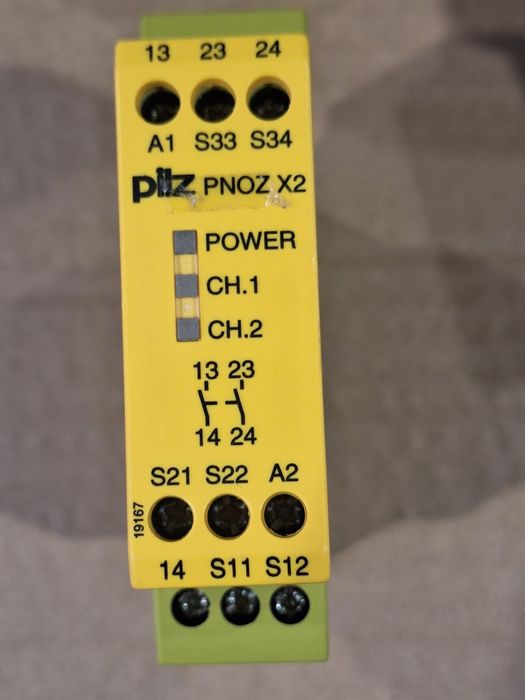 13 23 24
A1 S33 S34
pilz PNOZ X2
POWER
CH.1
CH.2
13 23
14 24
S21 S22 A2
19167
14 S11 S12